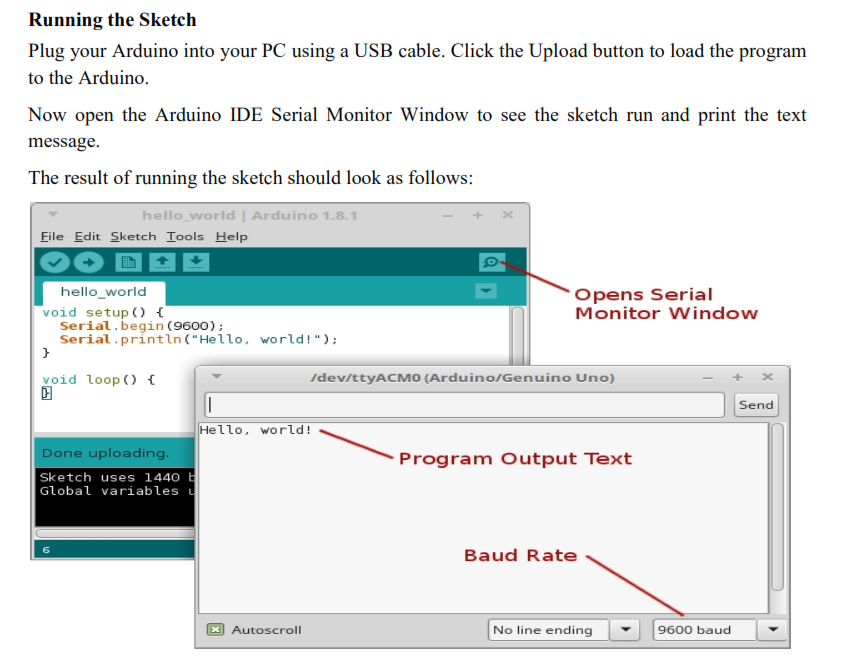 Running the Sketch
Plug your Arduino into your PC using a USB cable. Click the Upload button to load the program
to the Arduino.
Now open the Arduino IDE Serial Monitor Window to see the sketch run and print the text
message.
The result of running the sketch should look as follows:
hello_world | Arduino 1.8.1
File Edit Sketch Tools Help
hello_world
Opens Serial
Monitor Window
void setup() {
Serial.begin(9600);
Serial.println("Hello, world!");
}
void loop() {
}
/dev/ttyACM0 (Arduino/Genuino Uno)
Send
Hello, world!
Program Output Text
Done uploading.
Sketch uses 1440
Global variables
Baud Rate
6
Autoscroll
No line ending
9600 baud